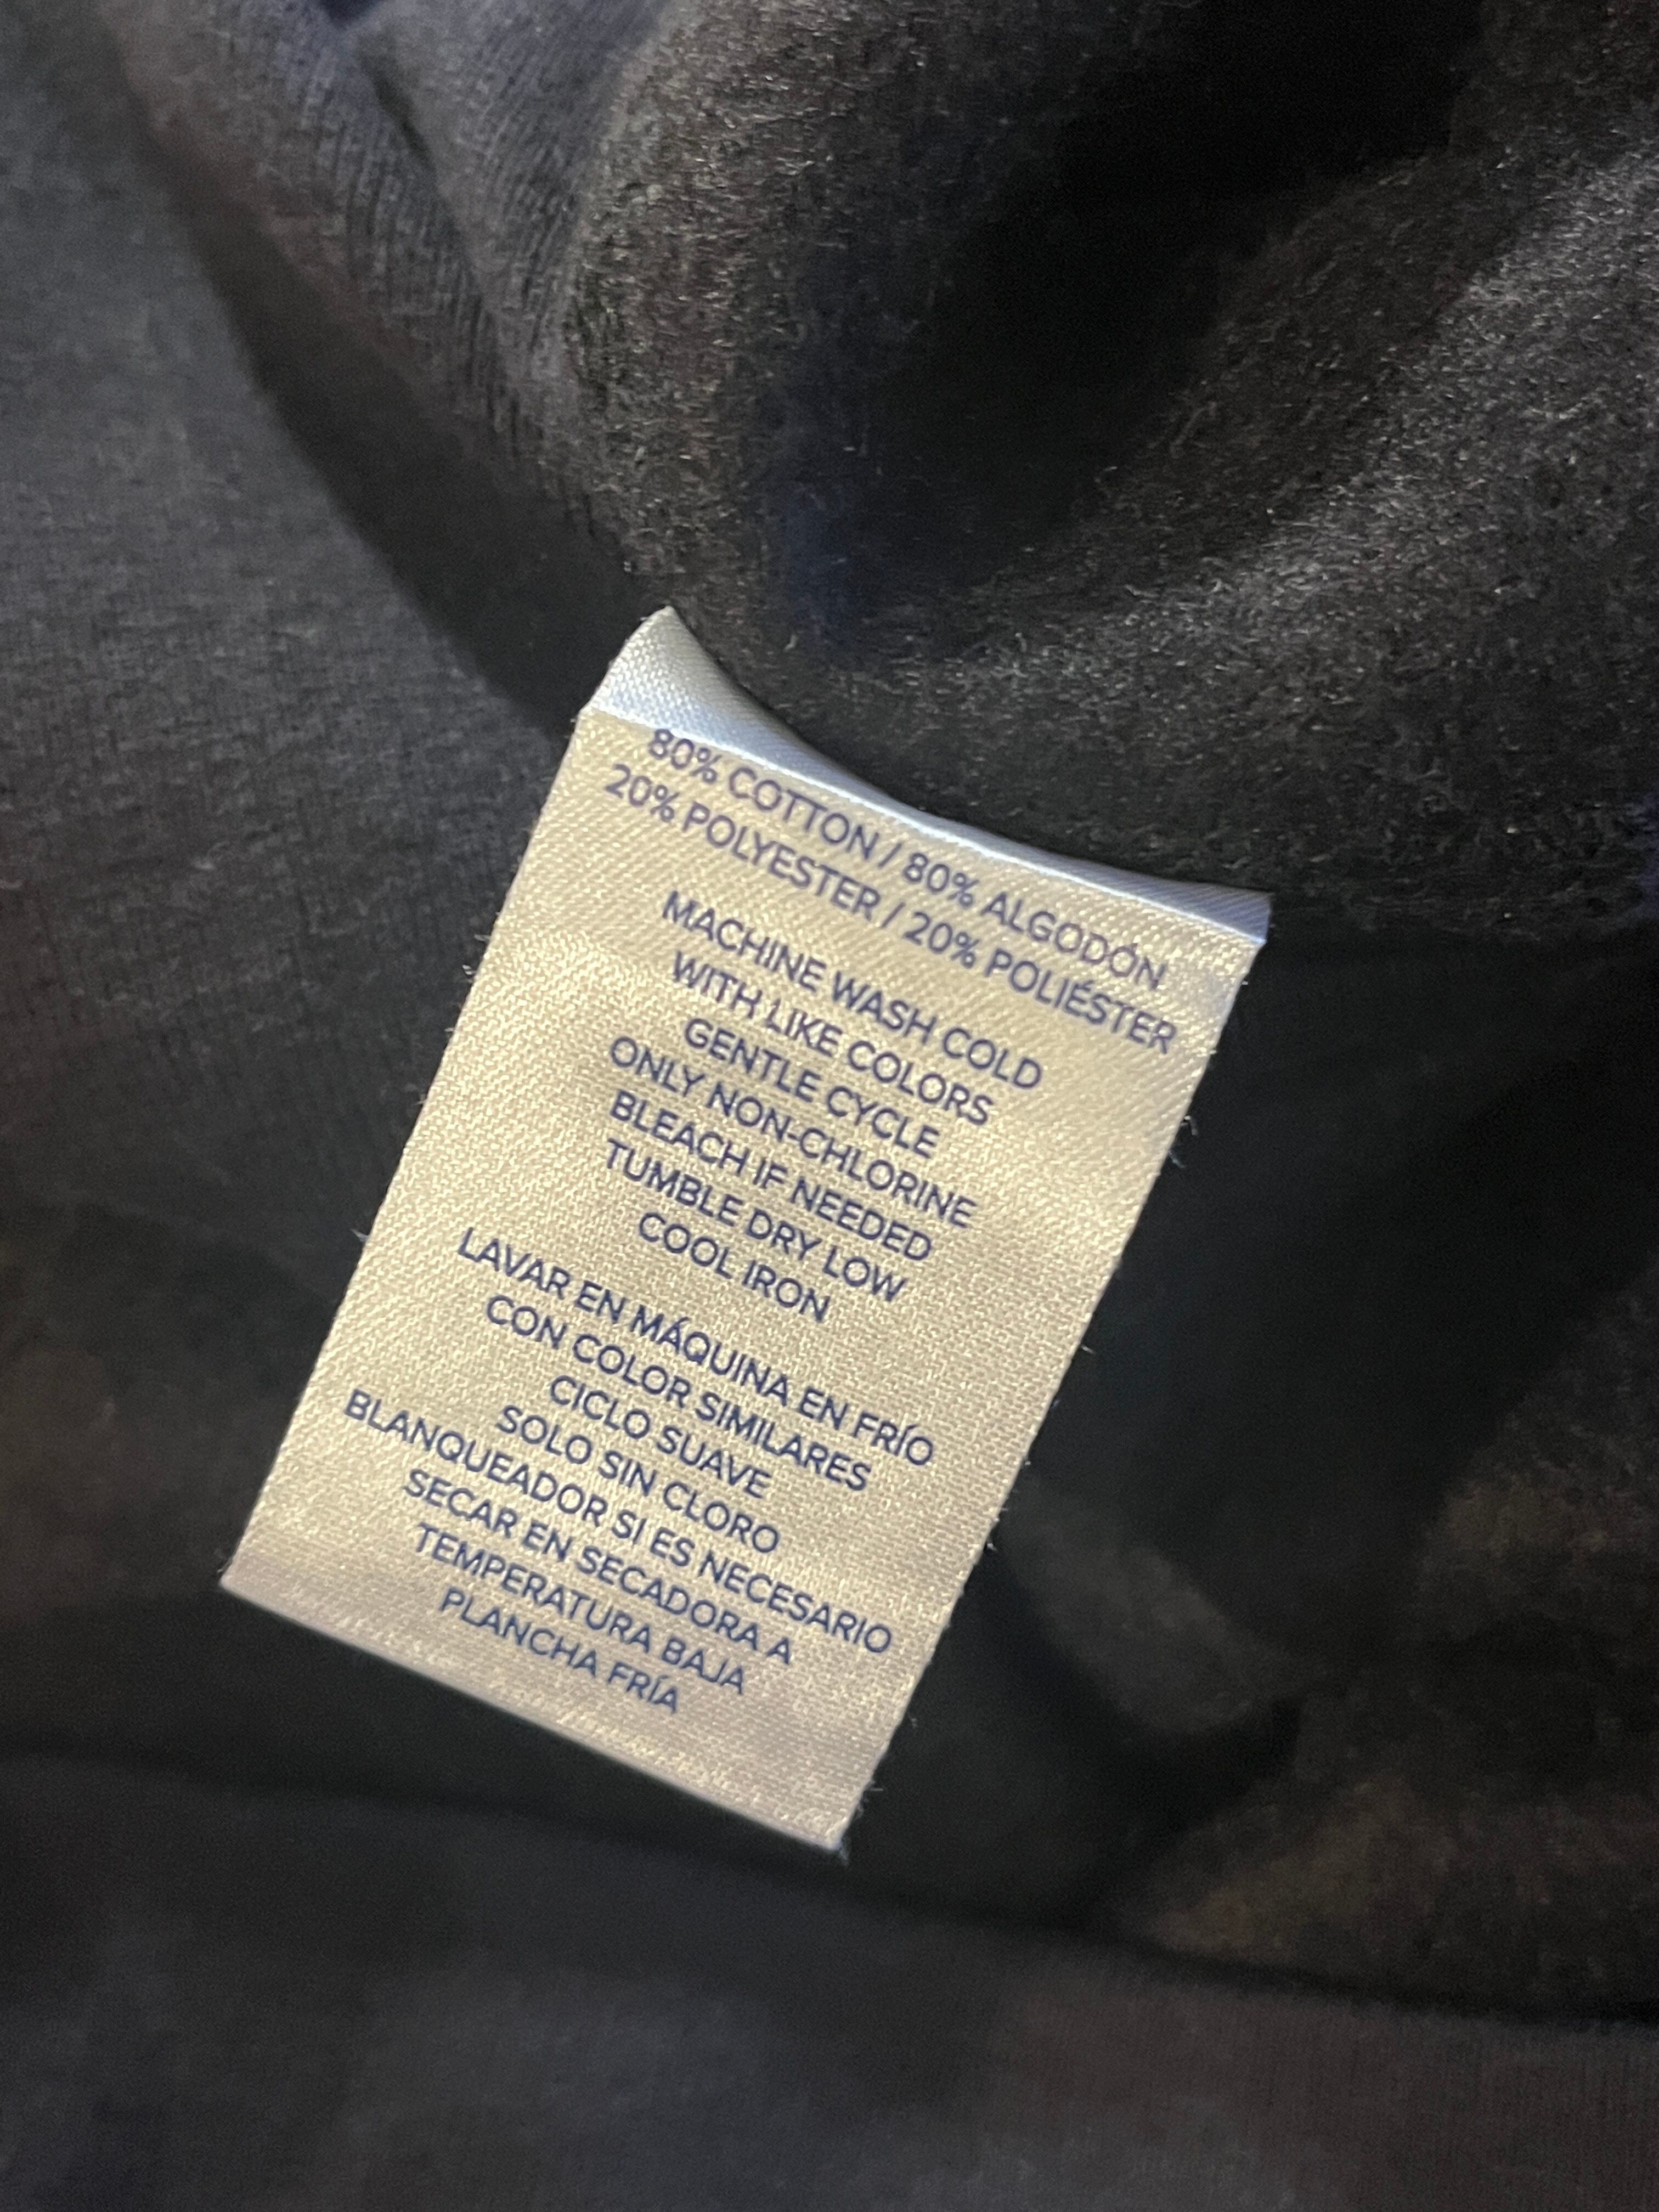 80% COTTON / 80% ALGODÓN
20% POLYESTER / 20% POLIÉSTER
MACHINE WASH COLD
WITH LIKE COLORS
GENTLE CYCLE
ONLY NON-CHLORINE
BLEACH IF NEEDED
TUMBLE DRY LOW
COOL IRON
LAVAR EN MÁQUINA EN FRÍO
CON COLOR SIMILARES
CICLO SUAVE
SOLO SIN CLORO
BLANQUEADOR SI ES NECESARIO
SECAR EN SECADORA A
TEMPERATURA BAJA
PLANCHA FRÍA